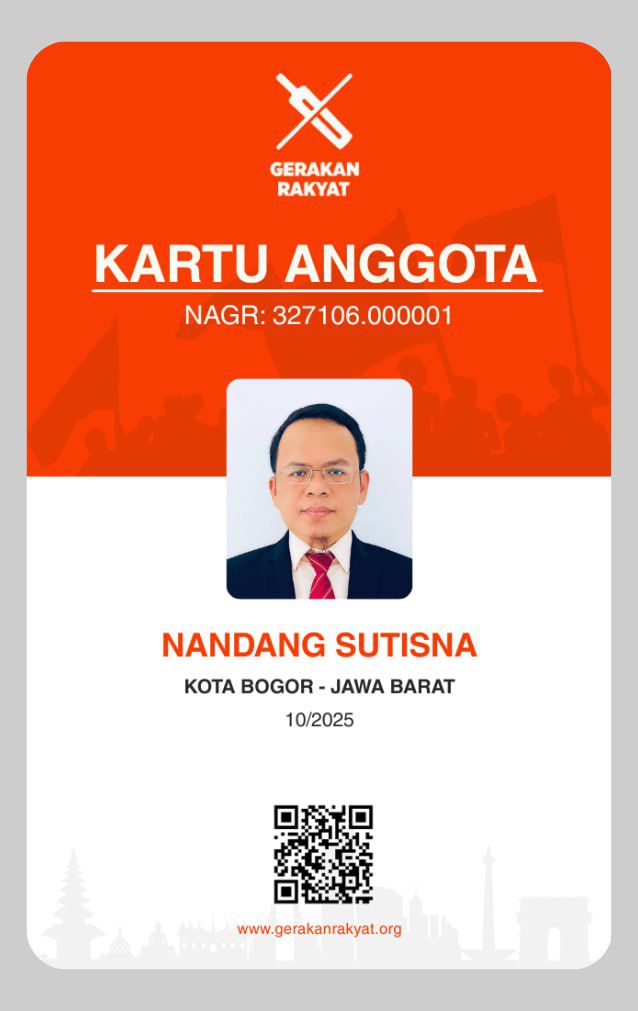 GERAKAN
RAKYAT
KARTU ANGGOTA
NAGR: 327106.000001
NANDANG SUTISNA
KOTA BOGOR - JAWA BARAT
10/2025
www.gerakanrakyat.org